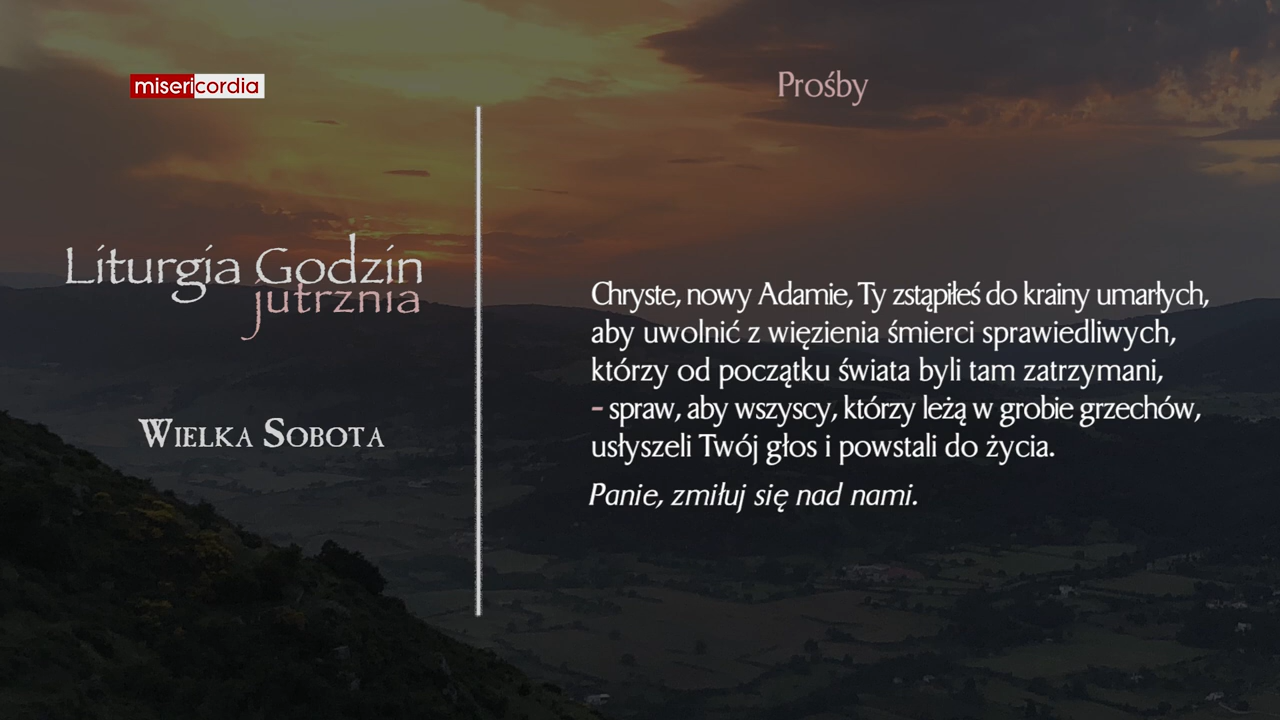 misericordia
Prośby
Liturgia Godzin
jutrznia
Wielka Sobota
Chryste, nowy Adamie, Ty zstąpiłeś do krainy umarłych,
aby uwolnić z więzienia śmierci sprawiedliwych,
którzy od początku świata byli tam zatrzymani,
- spraw, aby wszyscy, którzy leżą w grobie grzechów,
usłyszeli Twój głos i powstali do życia.
Panie, zmiłuj się nad nami.